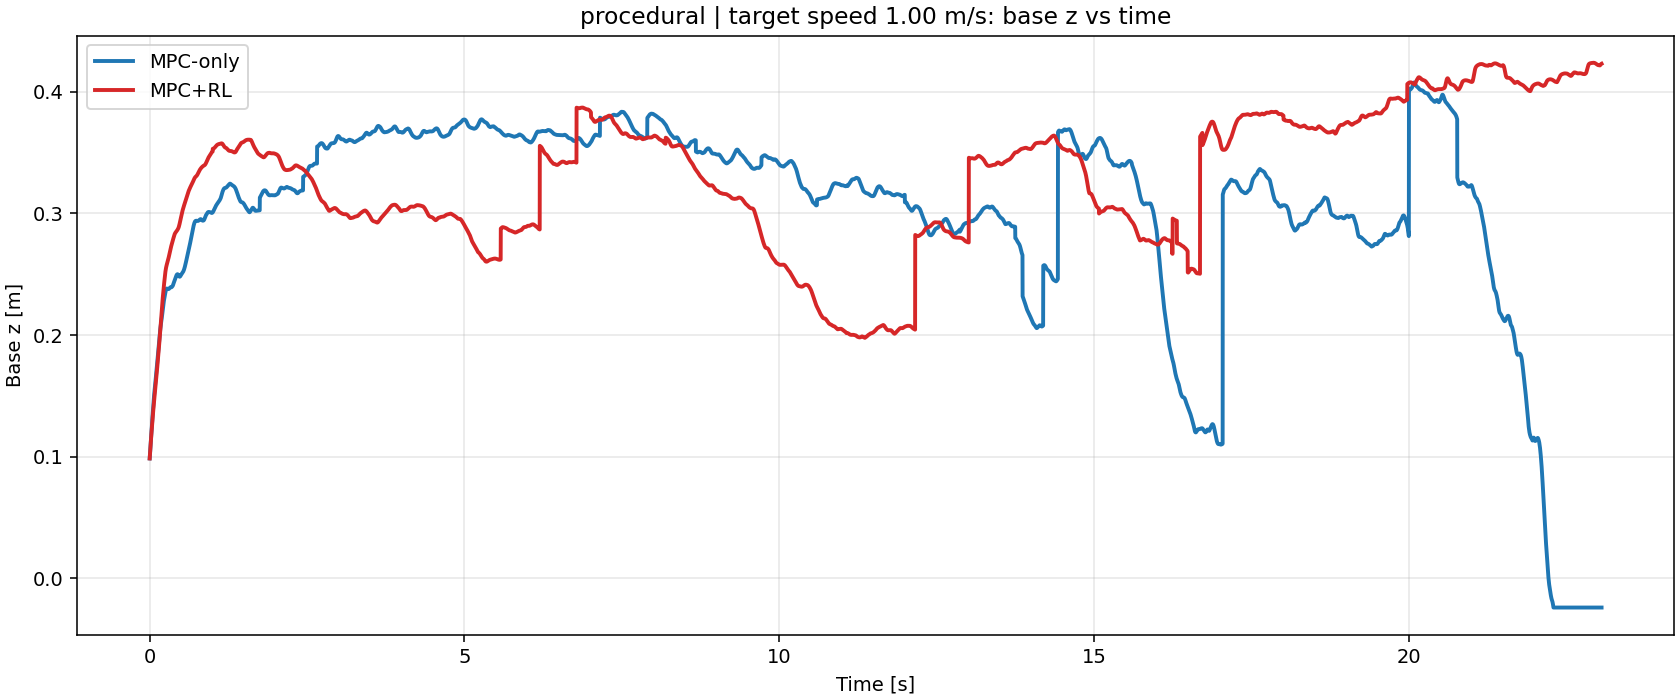 procedural | target speed 1.00 m/s: base z vs time
MPC-only
MPC+RL
Base z [m]
0.4
0.3
0.2
0.1
0.0
0 5 10 15 20
Time [s]